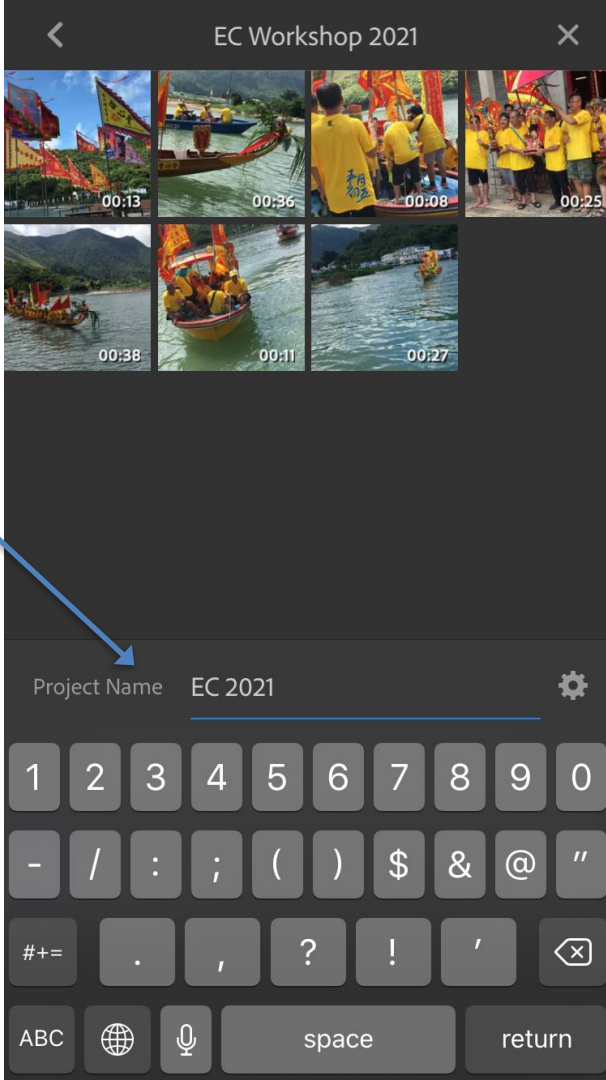 EC Workshop 2021
00:13
00:36
00:08
00:25
00:38
00:11
00:27
Project Name EC 2021
1 2 3 4 5 6 7 8 9 0
- / : ; ( ) $ & @ "
#+= . , ? ! '
ABC space return